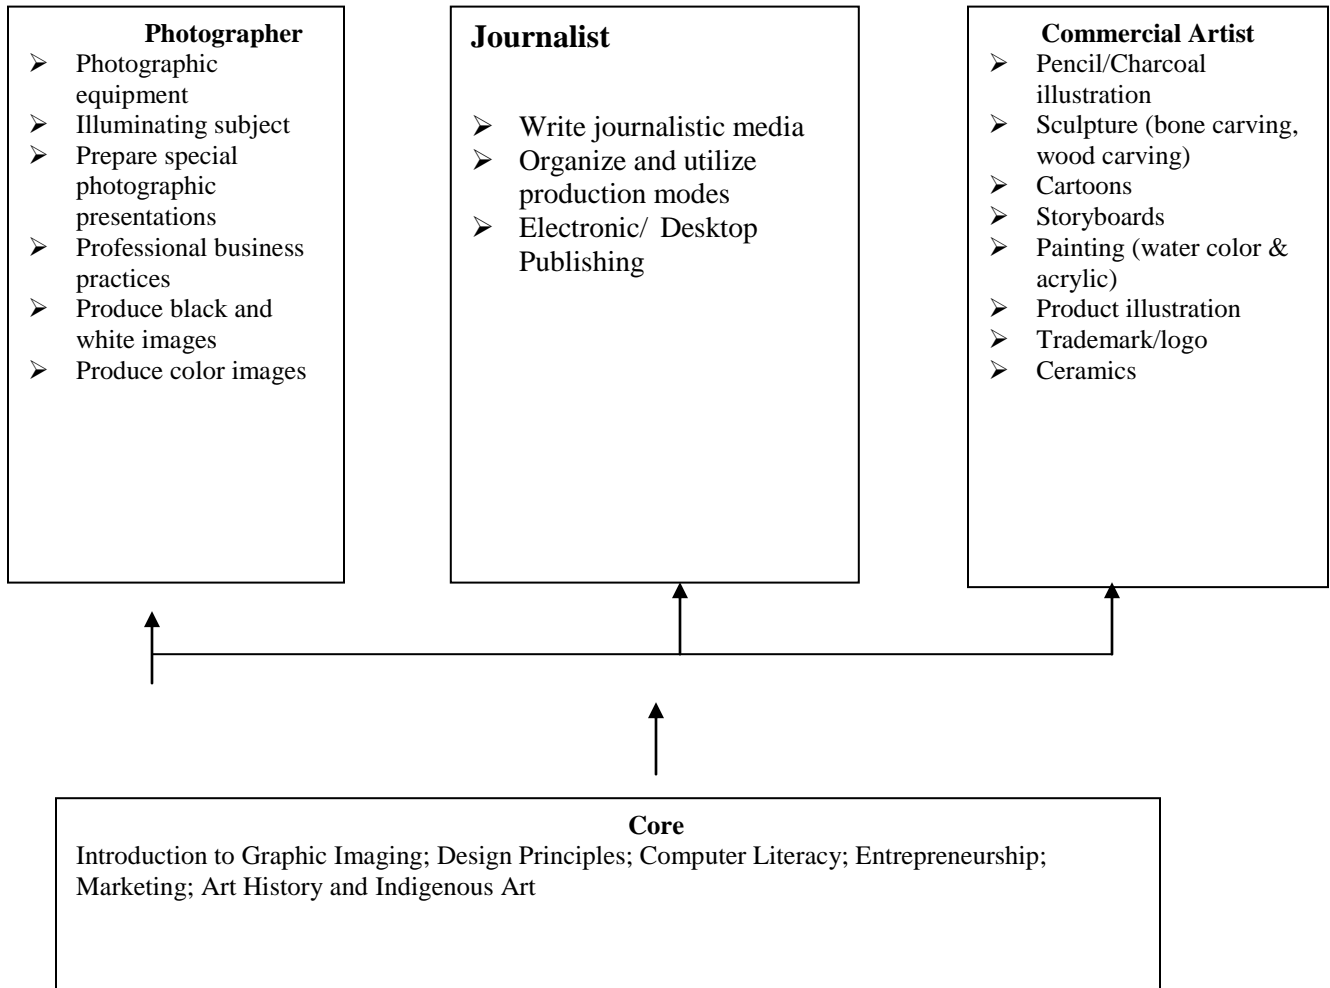 Photographer
➢ Photographic
equipment
➢ Illuminating subject
➢ Prepare special
photographic
presentations
➢ Professional business
practices
➢ Produce black and
white images
➢ Produce color images
Journalist
➢ Write journalistic media
➢ Organize and utilize
production modes
➢ Electronic/ Desktop
Publishing
Commercial Artist
➢ Pencil/Charcoal
illustration
➢ Sculpture (bone carving,
wood carving)
➢ Cartoons
➢ Storyboards
➢ Painting (water color &
acrylic)
➢ Product illustration
➢ Trademark/logo
➢ Ceramics
Core
Introduction to Graphic Imaging; Design Principles; Computer Literacy; Entrepreneurship;
Marketing; Art History and Indigenous Art